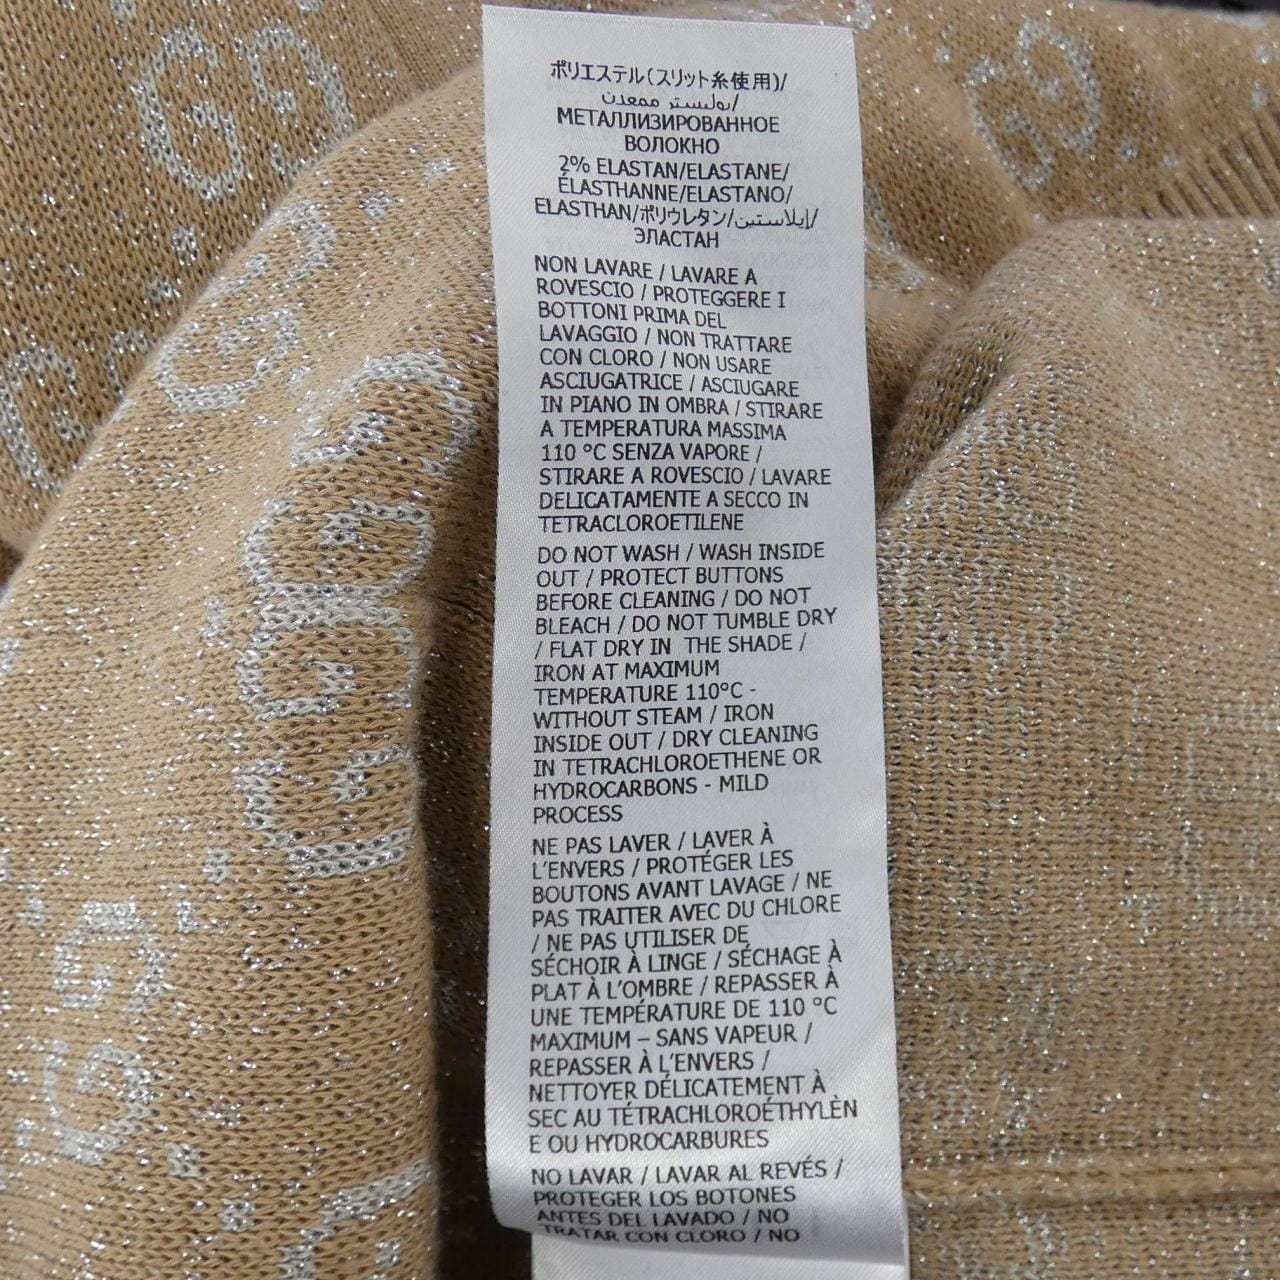 ポリエステル(スリット糸使用)/
بوليستر ممعدن/
МЕТАЛЛИЗИРОВАННОЕ
ВОЛОКНО
2% ELASTAN/ELASTANE/
ÉLASTHANNE/ELASTANO/
ELASTHAN/ポリウレタン/إيلاستين/
ЭЛАСТАН
NON LAVARE / LAVARE A
ROVESCIO / PROTEGGERE I
BOTTONI PRIMA DEL
LAVAGGIO / NON TRATTARE
CON CLORO / NON USARE
ASCIUGATRICE / ASCIUGARE
IN PIANO IN OMBRA / STIRARE
A TEMPERATURA MASSIMA
110 °C SENZA VAPORE /
STIRARE A ROVESCIO / LAVARE
DELICATAMENTE A SECCO IN
TETRACLOROETILENE
DO NOT WASH / WASH INSIDE
OUT / PROTECT BUTTONS
BEFORE CLEANING / DO NOT
BLEACH / DO NOT TUMBLE DRY
/ FLAT DRY IN THE SHADE /
IRON AT MAXIMUM
TEMPERATURE 110°C -
WITHOUT STEAM / IRON
INSIDE OUT / DRY CLEANING
IN TETRACHLOROETHENE OR
HYDROCARBONS - MILD
PROCESS
NE PAS LAVER / LAVER À
L'ENVERS / PROTÉGER LES
BOUTONS AVANT LAVAGE / NE
PAS TRAITER AVEC DU CHLORE
/ NE PAS UTILISER DE
SÉCHOIR À LINGE / SÉCHAGE À
PLAT À L'OMBRE / REPASSER À
UNE TEMPÉRATURE DE 110 °C
MAXIMUM – SANS VAPEUR /
REPASSER À L'ENVERS /
NETTOYER DÉLICATEMENT À
SEC AU TÉTRACHLOROÉTHYLÈN
E OU HYDROCARBURES
NO LAVAR / LAVAR AL REVÉS /
PROTEGER LOS BOTONES
ANTES DEL LAVADO / NO
TRATAR CON CLORO / NO